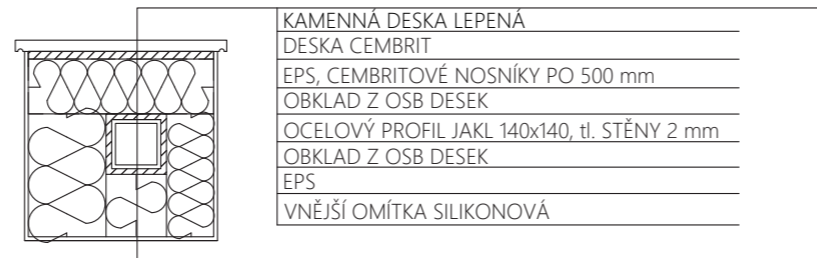 KAMENNÁ DESKA LEPENÁ
DESKA CEMBRIT
EPS, CEMBRITOVÉ NOSNÍKY PO 500 mm
OBKLAD Z OSB DESEK
OCELOVÝ PROFIL JAKL 140x140, tl. STĚNY 2 mm
OBKLAD Z OSB DESEK
EPS
VNĚJŠÍ OMÍTKA SILIKONOVÁ